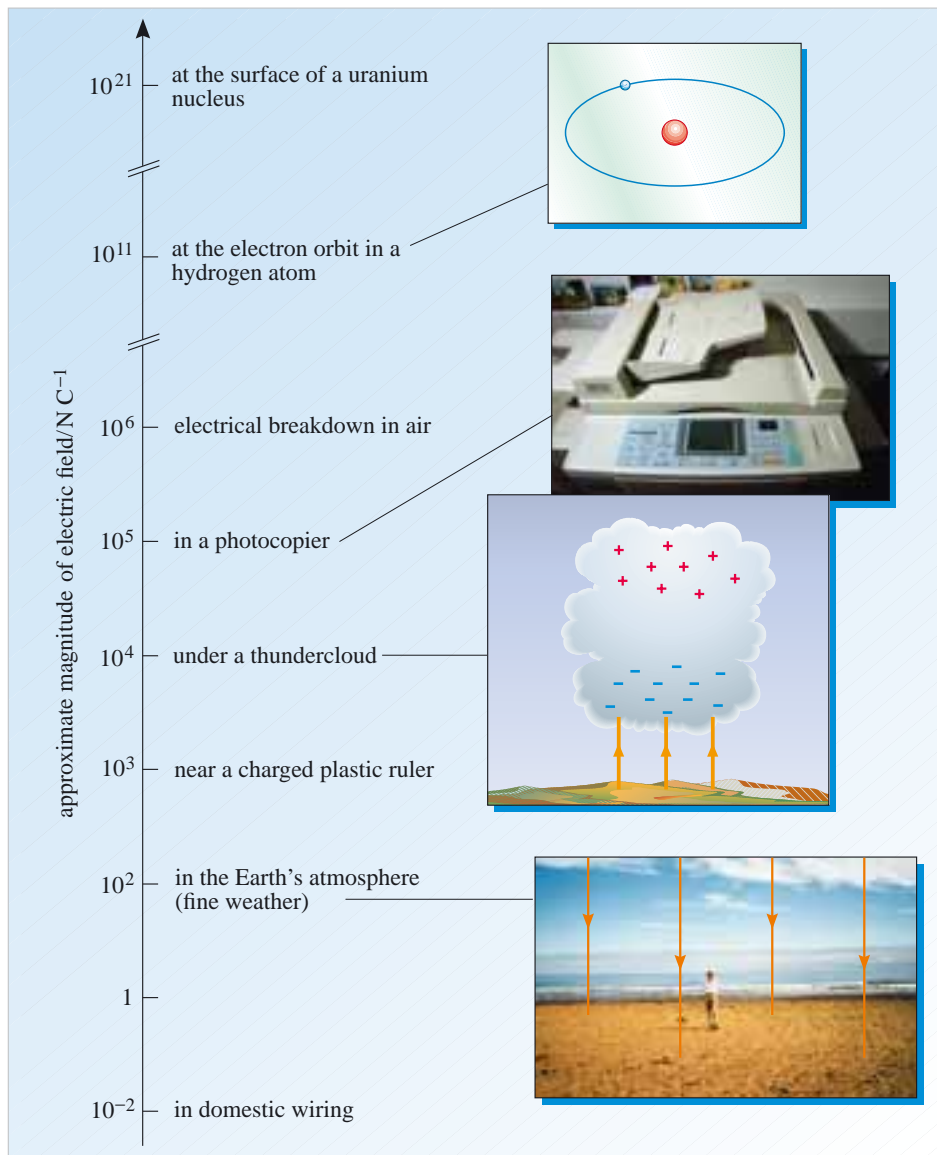 10²¹ at the surface of a uranium
nucleus
10¹¹ at the electron orbit in a
hydrogen atom
10⁶ electrical breakdown in air
10⁵ in a photocopier
10⁴ under a thundercloud
10³ near a charged plastic ruler
10² in the Earth's atmosphere
(fine weather)
1
10⁻² in domestic wiring
approximate magnitude of electric field/N C⁻¹
+ + + + + + + + +
− − − − − − − − − −